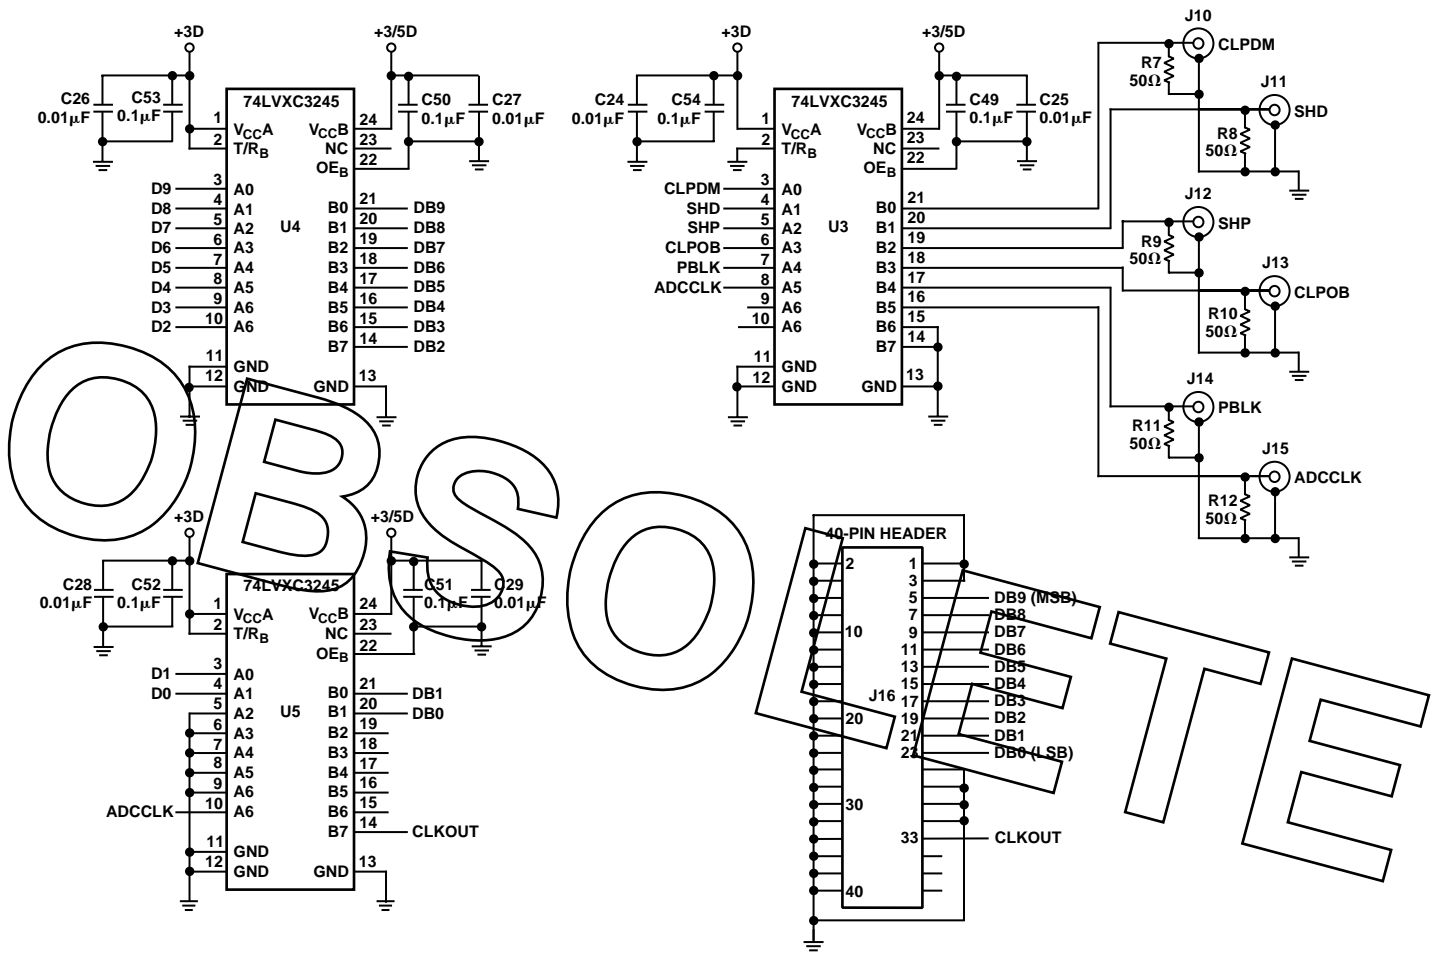 +3D
+3/5D
C26
0.01µF
C53
0.1µF
74LVXC3245
C50
0.1µF
C27
0.01µF
1
VCCA
VCCB
24
2
T/RB
NC
23
OEB
22
D9
3
A0
B0
21
DB9
D8
4
A1
B1
20
DB8
D7
5
A2
U4
B2
19
DB7
D6
6
A3
B3
18
DB6
D5
7
A4
B4
17
DB5
D4
8
A5
B5
16
DB4
D3
9
A6
B6
15
DB3
D2
10
A6
B7
14
DB2
11
GND
12
GND
GND
13
+3D
+3/5D
C24
0.01µF
C54
0.1µF
74LVXC3245
C49
0.1µF
C25
0.01µF
1
VCCA
VCCB
24
2
T/RB
NC
23
OEB
22
CLPDM
3
A0
B0
21
SHD
4
A1
B1
20
SHP
5
A2
U3
B2
19
CLPOB
6
A3
B3
18
PBLK
7
A4
B4
17
ADCCLK
8
A5
B5
16
9
A6
B6
15
10
A6
B7
14
11
GND
12
GND
GND
13
J10
CLPDM
R7
50Ω
J11
SHD
R8
50Ω
J12
SHP
R9
50Ω
J13
CLPOB
R10
50Ω
J14
PBLK
R11
50Ω
J15
ADCCLK
R12
50Ω
OBSOLETE
+3D
+3/5D
C28
0.01µF
C52
0.1µF
74LVXC3245
C51
0.1µF
C29
0.01µF
1
VCCA
VCCB
24
2
T/RB
NC
23
OEB
22
D1
3
A0
B0
21
DB1
D0
4
A1
B1
20
DB0
5
A2
U5
B2
19
6
A3
B3
18
7
A4
B4
17
8
A5
B5
16
9
A6
B6
15
ADCCLK
10
A6
B7
14
CLKOUT
11
GND
12
GND
GND
13
40-PIN HEADER
2
1
3
5
DB9 (MSB)
7
DB8
10
9
DB7
11
DB6
13
DB5
15
DB4
J16
17
DB3
20
19
DB2
21
DB1
23
DB0 (LSB)
30
33
CLKOUT
40